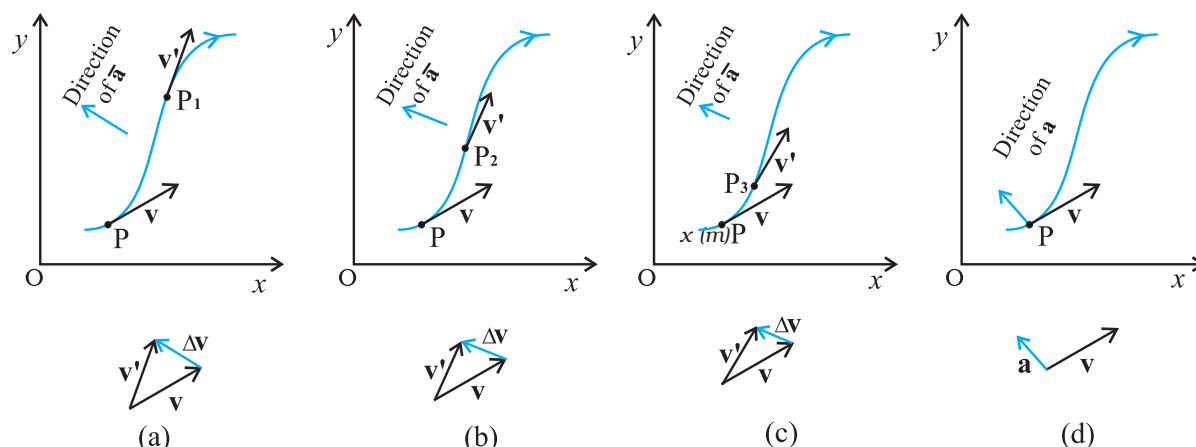 y
Direction of a̅
v'
P1
v
P
O
x
Δv
v'
v
(a)
y
Direction of a̅
v'
P2
v
P
O
x
Δv
v'
v
(b)
y
Direction of a̅
v'
P3
v
x (m)
P
O
x
Δv
v'
v
(c)
y
Direction of a
v
P
O
x
a
v
(d)